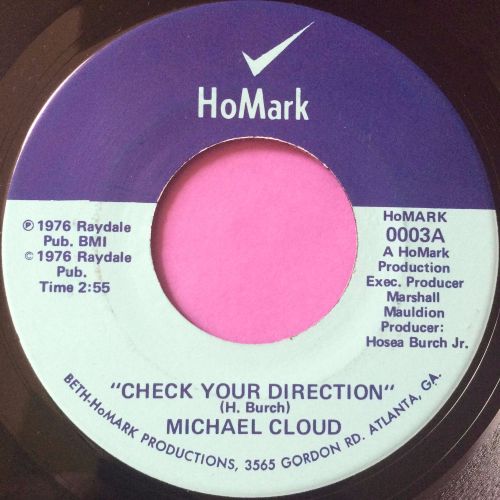 HoMark
℗ 1976 Raydale
Pub. BMI
© 1976 Raydale
Pub.
Time 2:55
HoMARK
0003A
A HoMark
Production
Exec. Producer
Marshall
Mauldion
Producer:
Hosea Burch Jr.
"CHECK YOUR DIRECTION"
(H. Burch)
MICHAEL CLOUD
BETH-HoMARK PRODUCTIONS, 3565 GORDON RD. ATLANTA, GA.